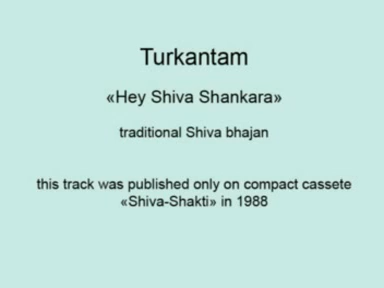 Turkantam
«Hey Shiva Shankara»
traditional Shiva bhajan
this track was published only on compact cassete
«Shiva-Shakti» in 1988